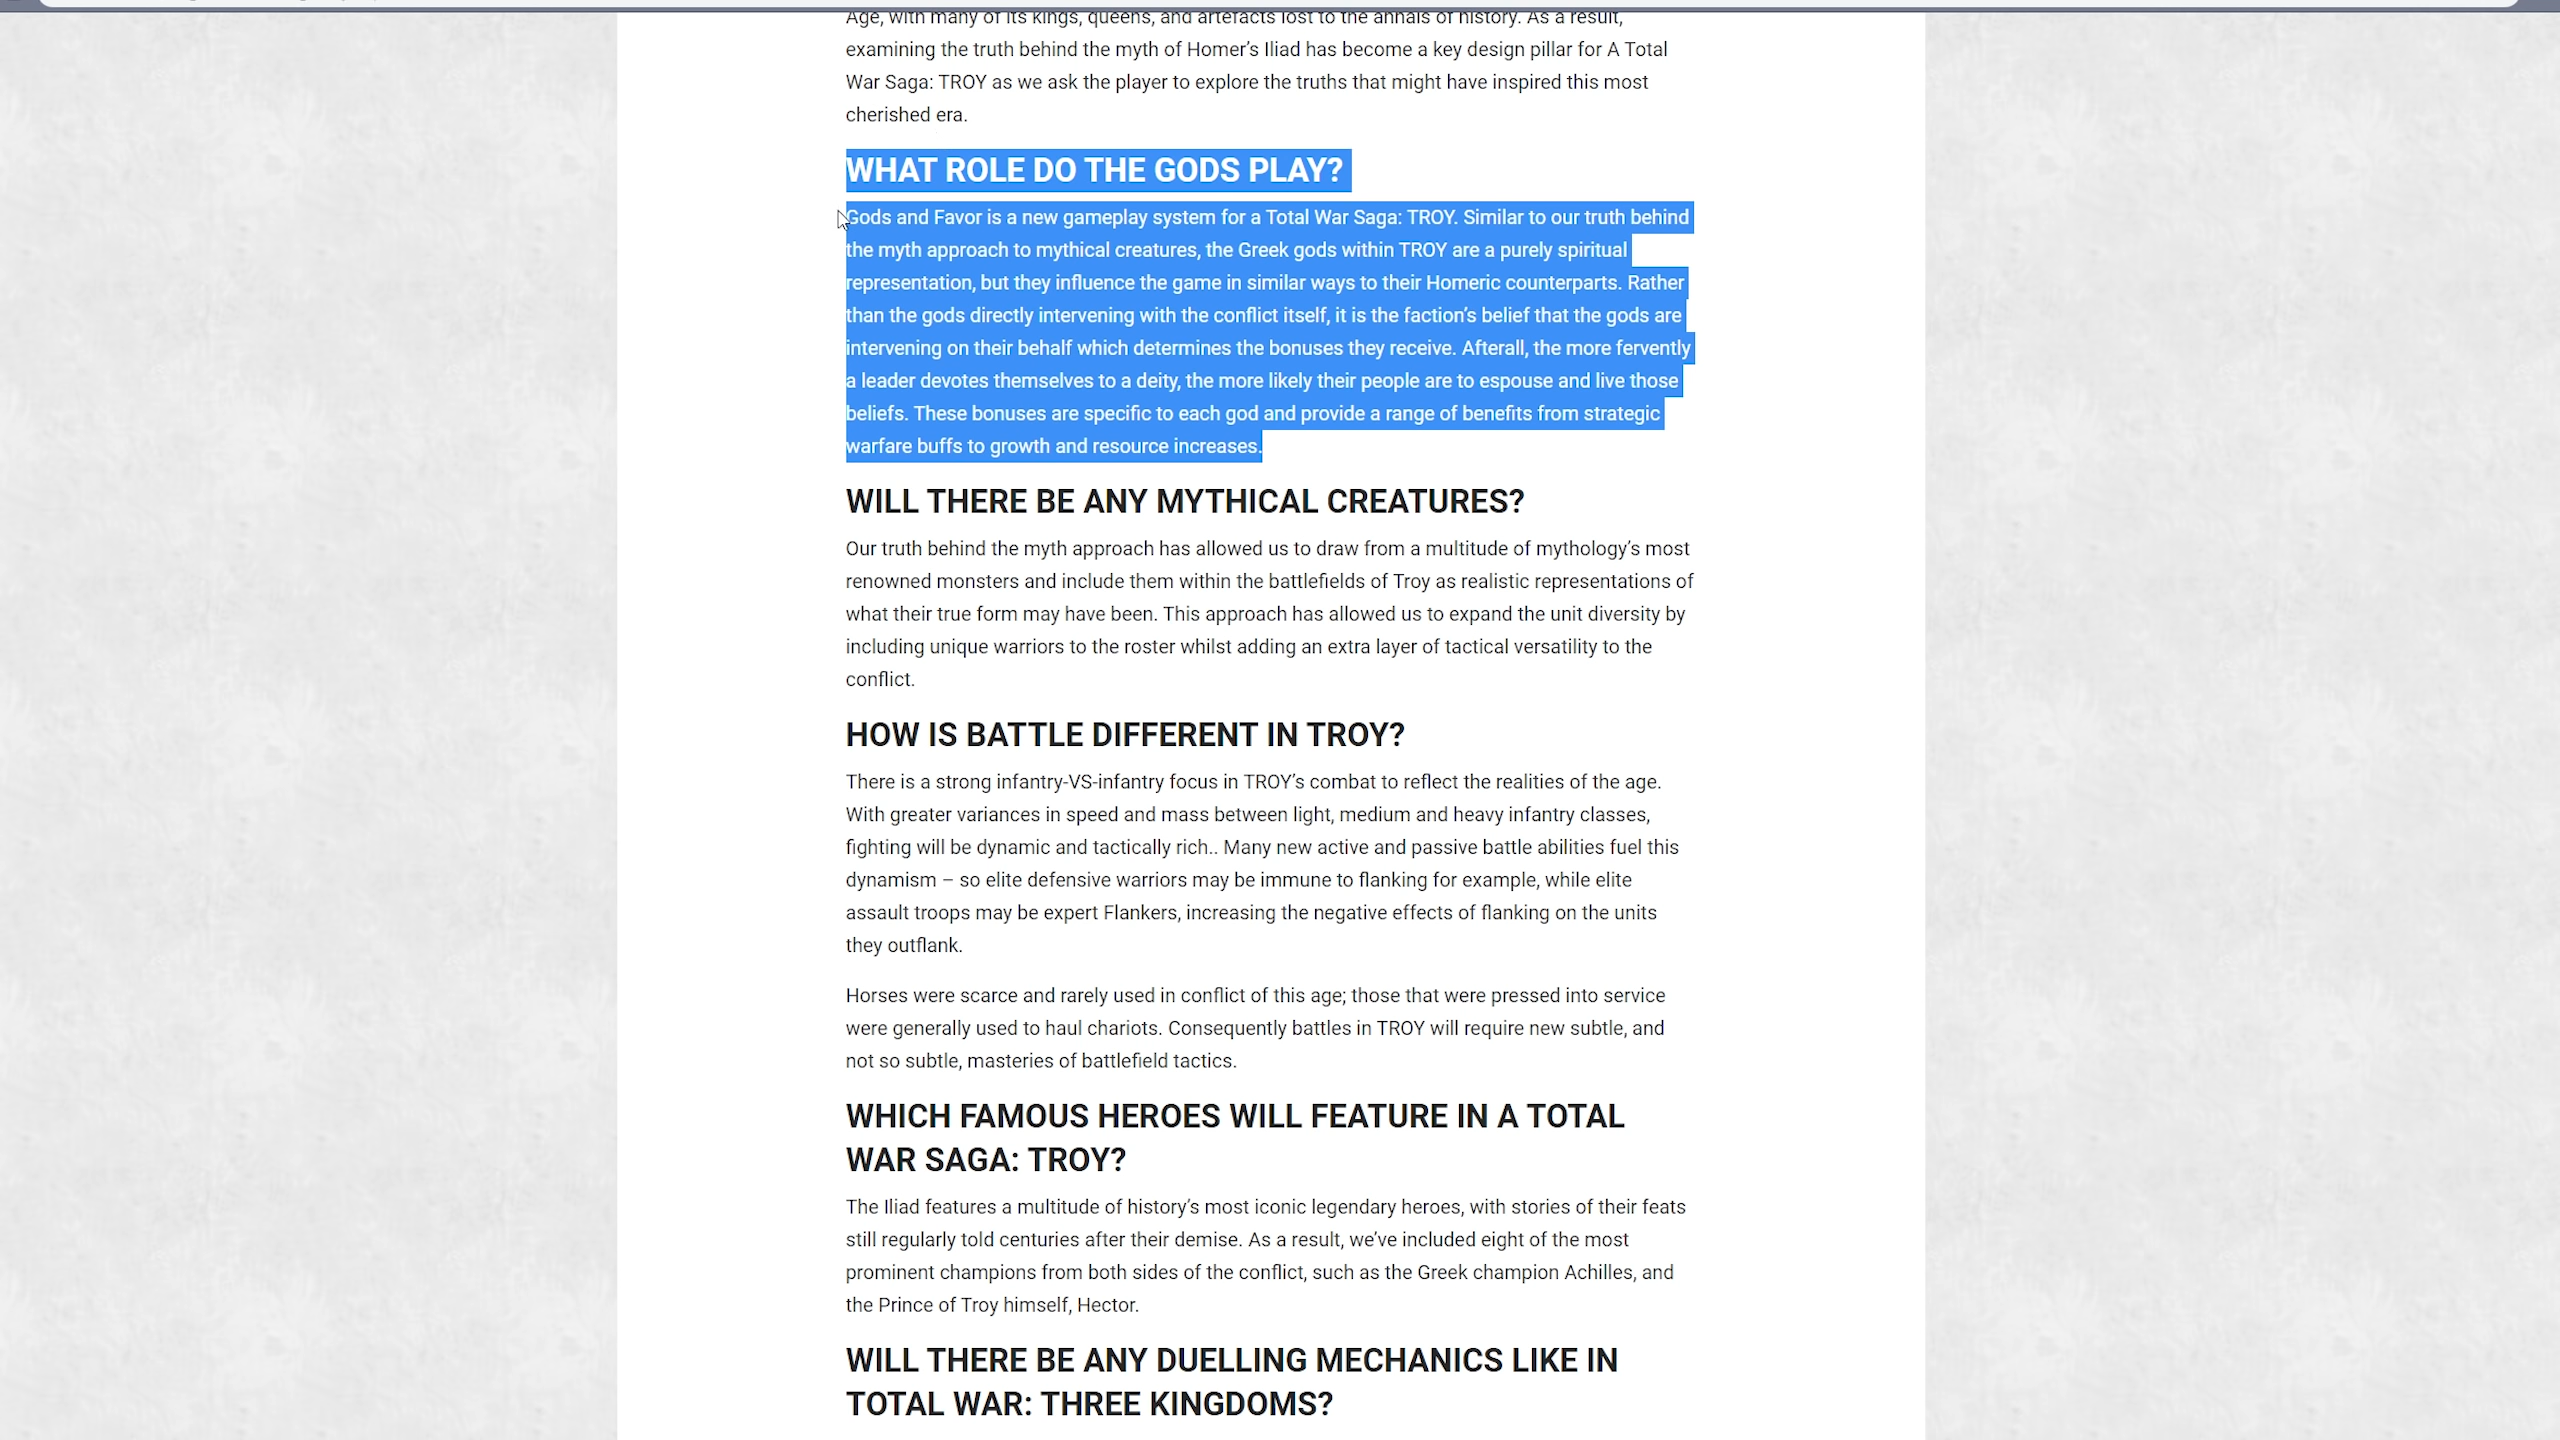 Age, with many of its kings, queens, and artefacts lost to the annals of history. As a result,
examining the truth behind the myth of Homer’s Iliad has become a key design pillar for A Total
War Saga: TROY as we ask the player to explore the truths that might have inspired this most
cherished era.
WHAT ROLE DO THE GODS PLAY?
Gods and Favor is a new gameplay system for a Total War Saga: TROY. Similar to our truth behind
the myth approach to mythical creatures, the Greek gods within TROY are a purely spiritual
representation, but they influence the game in similar ways to their Homeric counterparts. Rather
than the gods directly intervening with the conflict itself, it is the faction’s belief that the gods are
intervening on their behalf which determines the bonuses they receive. Afterall, the more fervently
a leader devotes themselves to a deity, the more likely their people are to espouse and live those
beliefs. These bonuses are specific to each god and provide a range of benefits from strategic
warfare buffs to growth and resource increases.
WILL THERE BE ANY MYTHICAL CREATURES?
Our truth behind the myth approach has allowed us to draw from a multitude of mythology’s most
renowned monsters and include them within the battlefields of Troy as realistic representations of
what their true form may have been. This approach has allowed us to expand the unit diversity by
including unique warriors to the roster whilst adding an extra layer of tactical versatility to the
conflict.
HOW IS BATTLE DIFFERENT IN TROY?
There is a strong infantry-VS-infantry focus in TROY’s combat to reflect the realities of the age.
With greater variances in speed and mass between light, medium and heavy infantry classes,
fighting will be dynamic and tactically rich.. Many new active and passive battle abilities fuel this
dynamism – so elite defensive warriors may be immune to flanking for example, while elite
assault troops may be expert Flankers, increasing the negative effects of flanking on the units
they outflank.
Horses were scarce and rarely used in conflict of this age; those that were pressed into service
were generally used to haul chariots. Consequently battles in TROY will require new subtle, and
not so subtle, masteries of battlefield tactics.
WHICH FAMOUS HEROES WILL FEATURE IN A TOTAL
WAR SAGA: TROY?
The Iliad features a multitude of history’s most iconic legendary heroes, with stories of their feats
still regularly told centuries after their demise. As a result, we’ve included eight of the most
prominent champions from both sides of the conflict, such as the Greek champion Achilles, and
the Prince of Troy himself, Hector.
WILL THERE BE ANY DUELLING MECHANICS LIKE IN
TOTAL WAR: THREE KINGDOMS?